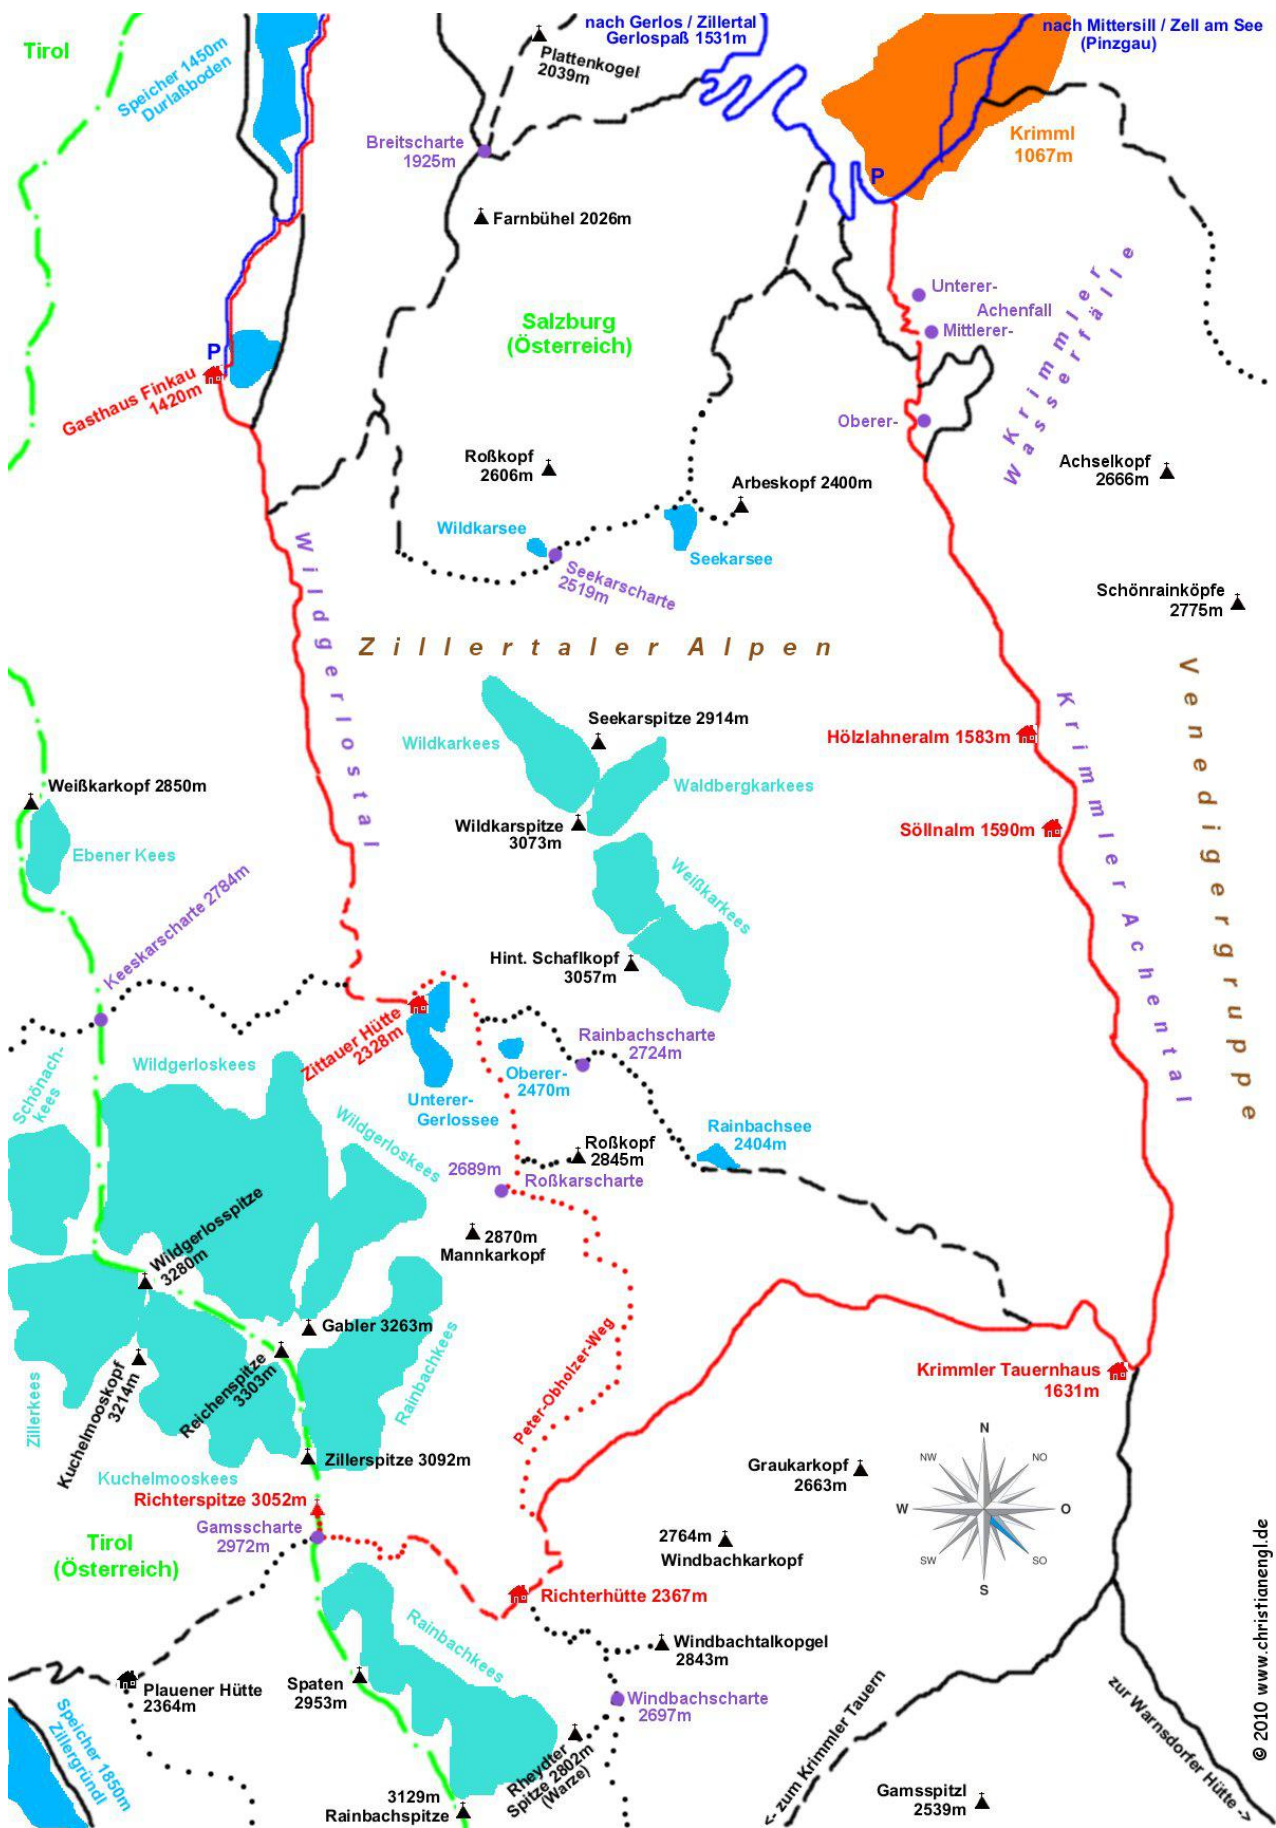 Tirol
Speicher 1450m
Durlaßboden
Plattenkogel
2039m
nach Gerlos / Zillertal
Gerlospaß 1531m
nach Mittersill / Zell am See
(Pinzgau)
Krimml
1067m
P
Breitscharte
1925m
Farnbühel 2026m
Unterer-
Achenfall
Mittlerer-
Oberer-
Krimmler
Wasserfälle
Salzburg
(Österreich)
P
Gasthaus Finkau
1420m
Roßkopf
2606m
Arbeskopf 2400m
Achselkopf
2666m
Wildkarsee
Seekarscharte
2519m
Seekarsee
Schönrainköpfe
2775m
Wildgerlostal
Zillertaler Alpen
Venedigergruppe
Krimmler Achental
Wildkarkees
Seekarspitze 2914m
Waldbergkarkees
Hölzlahneralm 1583m
Weißkarkopf 2850m
Wildkarspitze
3073m
Söllnalm 1590m
Ebener Kees
Weißkarkees
Keeskarscharte 2784m
Hint. Schaflkopf
3057m
Zittauer Hütte
2328m
Rainbachscharte
2724m
Schönach-
kees
Wildgerloskees
Oberer-
2470m
Unterer-
Gerlossee
Wildgerloskees
Rainbachsee
2404m
Roßkopf
2845m
2689m
Roßkarscharte
Wildgerlosspitze
3280m
2870m
Mannkarkopf
Gabler 3263m
Reichenspitze
3303m
Rainbachkees
Peter-Obholzer-Weg
Zillerkees
Kuchelmooskopf
3214m
Krimmler Tauernhaus
1631m
Zillerspitze 3092m
Kuchelmooskees
Graukarkopf
2663m
N
NO
O
SO
S
SW
W
NW
Richterspitze 3052m
Gamsscharte
2972m
Tirol
(Österreich)
2764m
Windbachkarkopf
Richterhütte 2367m
Rainbachkees
Windbachtalkopgel
2843m
Spaten
2953m
Plauener Hütte
2364m
Windbachscharte
2697m
Speicher 1850m
Zillergründl
Rheydter
Spitze 2802m
(Warze)
3129m
Rainbachspitze
<- zum Krimmler Tauern
zur Warnsdorfer Hütte ->
Gamsspitzl
2539m
© 2010 www.christianengl.de